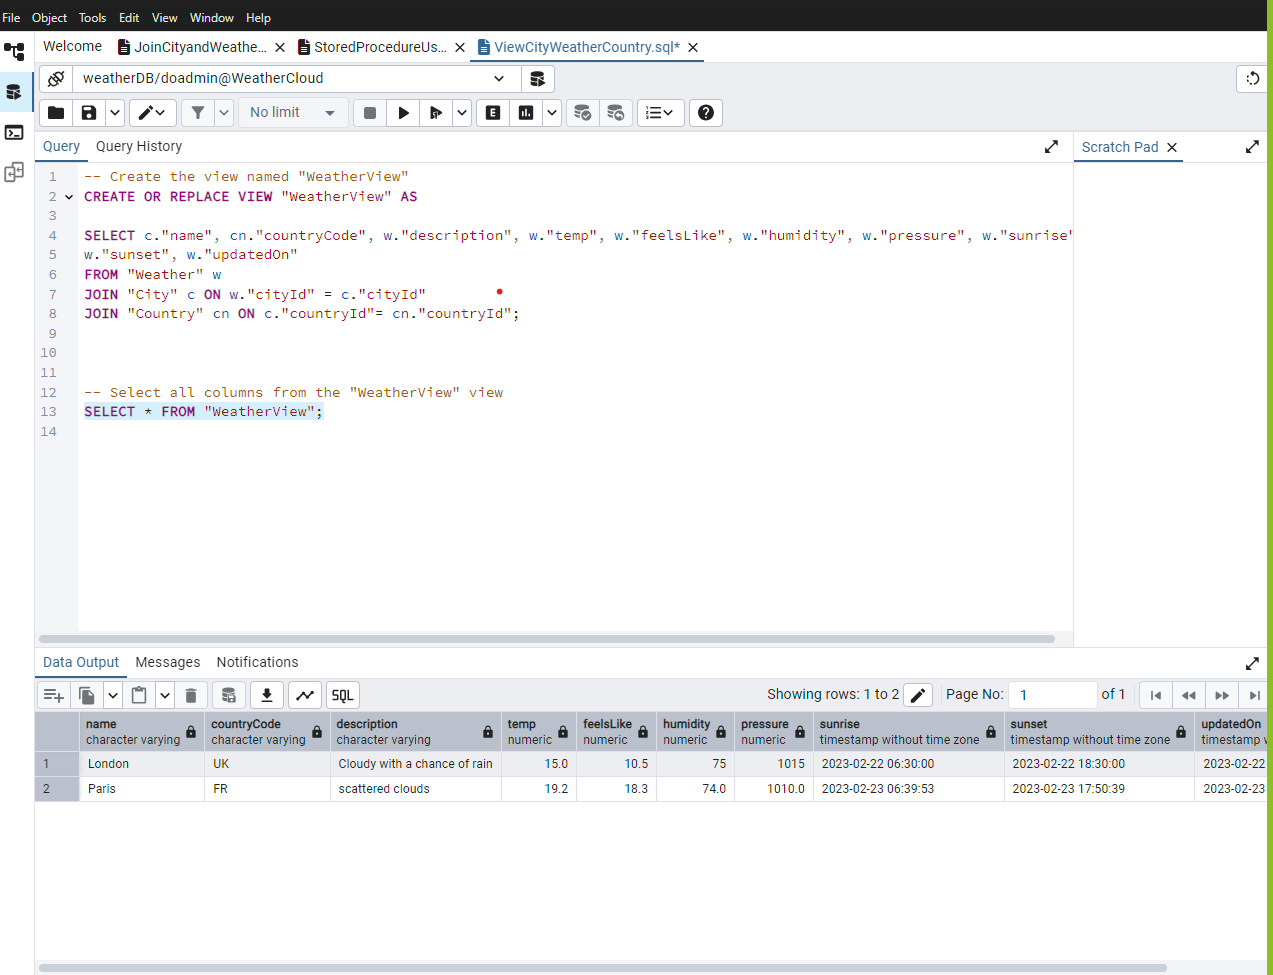 File Object Tools Edit View Window Help
Welcome JoinCityandWeathe... StoredProcedureUs... ViewCityWeatherCountry.sql*
weatherDB/doadmin@WeatherCloud
No limit E
Query Query History Scratch Pad
1 -- Create the view named "WeatherView"
2 CREATE OR REPLACE VIEW "WeatherView" AS
3
4 SELECT c."name", cn."countryCode", w."description", w."temp", w."feelsLike", w."humidity", w."pressure", w."sunrise"
5 w."sunset", w."updatedOn"
6 FROM "Weather" w
7 JOIN "City" c ON w."cityId" = c."cityId"
8 JOIN "Country" cn ON c."countryId"= cn."countryId";
9
10
11
12 -- Select all columns from the "WeatherView" view
13 SELECT * FROM "WeatherView";
14
Data Output Messages Notifications
SQL Showing rows: 1 to 2 Page No: 1 of 1
name countryCode description temp feelsLike humidity pressure sunrise sunset updatedOn
character varying character varying character varying numeric numeric numeric numeric timestamp without time zone timestamp without time zone timestamp
1 London UK Cloudy with a chance of rain 15.0 10.5 75 1015 2023-02-22 06:30:00 2023-02-22 18:30:00 2023-02-22
2 Paris FR scattered clouds 19.2 18.3 74.0 1010.0 2023-02-23 06:39:53 2023-02-23 17:50:39 2023-02-23